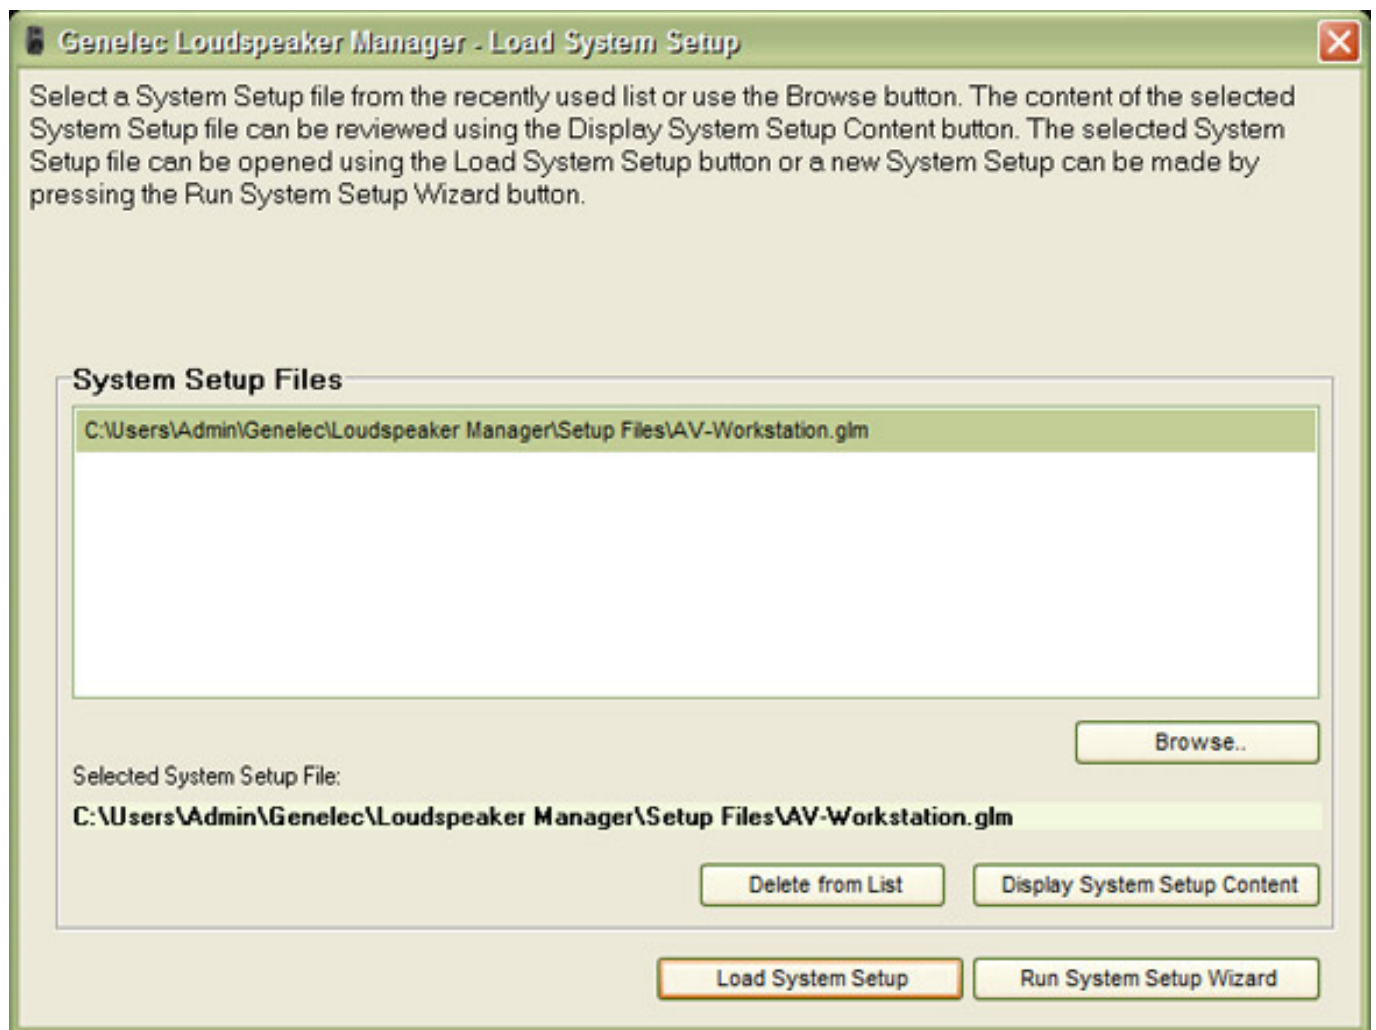 Genelec Loudspeaker Manager - Load System Setup
Select a System Setup file from the recently used list or use the Browse button. The content of the selected
System Setup file can be reviewed using the Display System Setup Content button. The selected System
Setup file can be opened using the Load System Setup button or a new System Setup can be made by
pressing the Run System Setup Wizard button.
System Setup Files
C:\Users\Admin\Genelec\Loudspeaker Manager\Setup Files\AV-Workstation.glm
Browse..
Selected System Setup File:
C:\Users\Admin\Genelec\Loudspeaker Manager\Setup Files\AV-Workstation.glm
Delete from List
Display System Setup Content
Load System Setup
Run System Setup Wizard